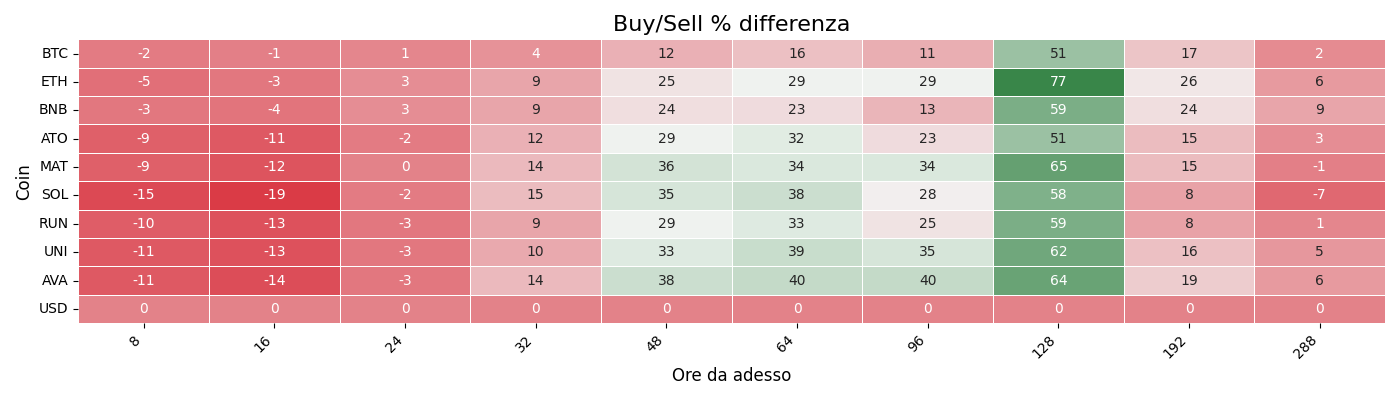 Buy/Sell % differenza
Coin
BTC -2 -1 1 4 12 16 11 51 17 2
ETH -5 -3 3 9 25 29 29 77 26 6
BNB -3 -4 3 9 24 23 13 59 24 9
ATO -9 -11 -2 12 29 32 23 51 15 3
MAT -9 -12 0 14 36 34 34 65 15 -1
SOL -15 -19 -2 15 35 38 28 58 8 -7
RUN -10 -13 -3 9 29 33 25 59 8 1
UNI -11 -13 -3 10 33 39 35 62 16 5
AVA -11 -14 -3 14 38 40 40 64 19 6
USD 0 0 0 0 0 0 0 0 0 0
8 16 24 32 48 64 96 128 192 288
Ore da adesso